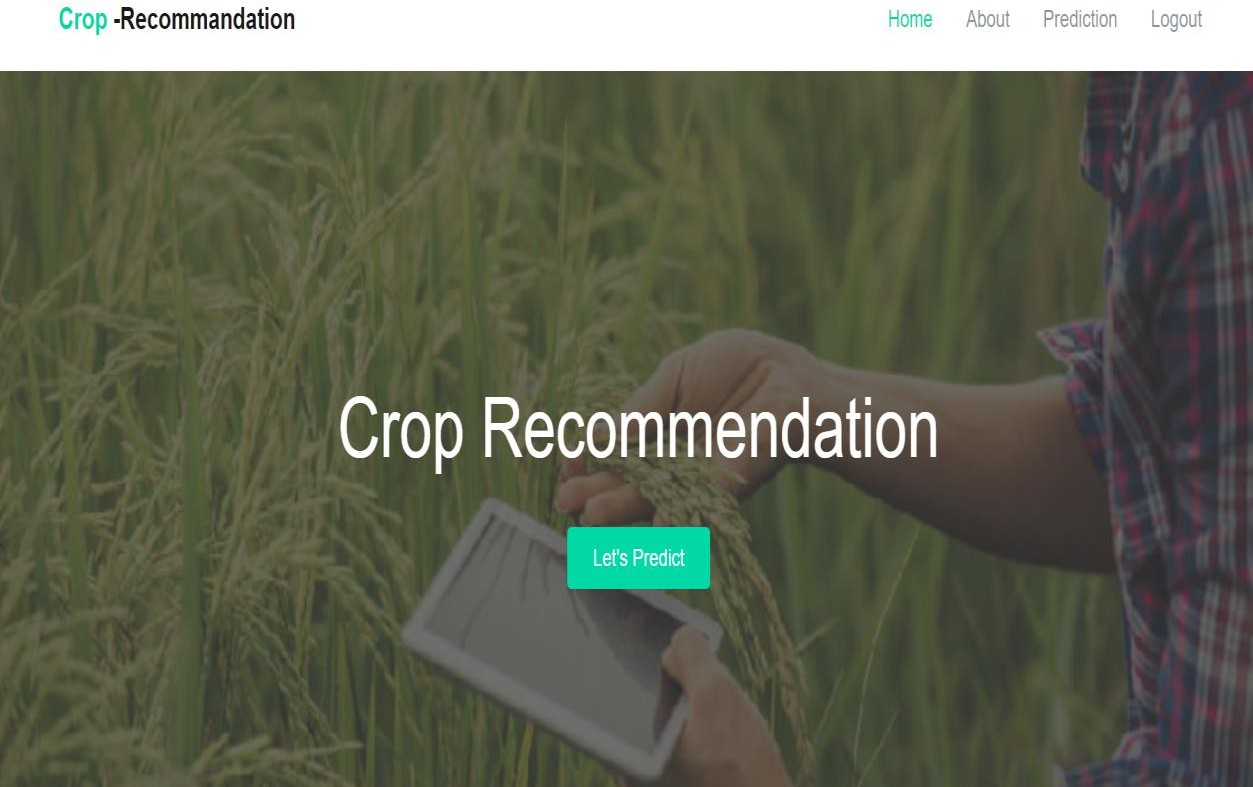 Crop -Recommandation
Home About Prediction Logout
Crop Recommendation
Let's Predict